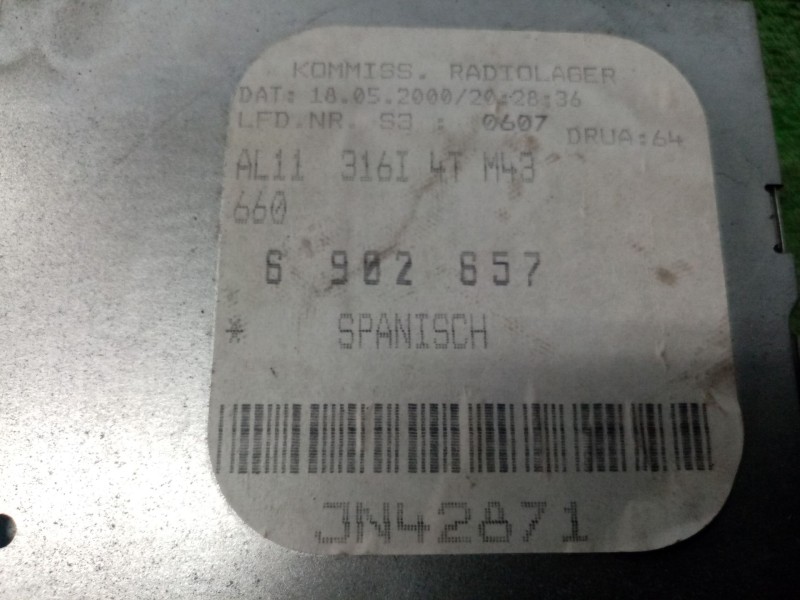 KOMMISS. RADIOLAGER
DAT: 18.05.2000/20:28:36
LFD.NR. S3 : 0607
DRUA:64
AL11 316I 4T M43
660
6 902 657
* SPANISCH
JN42871